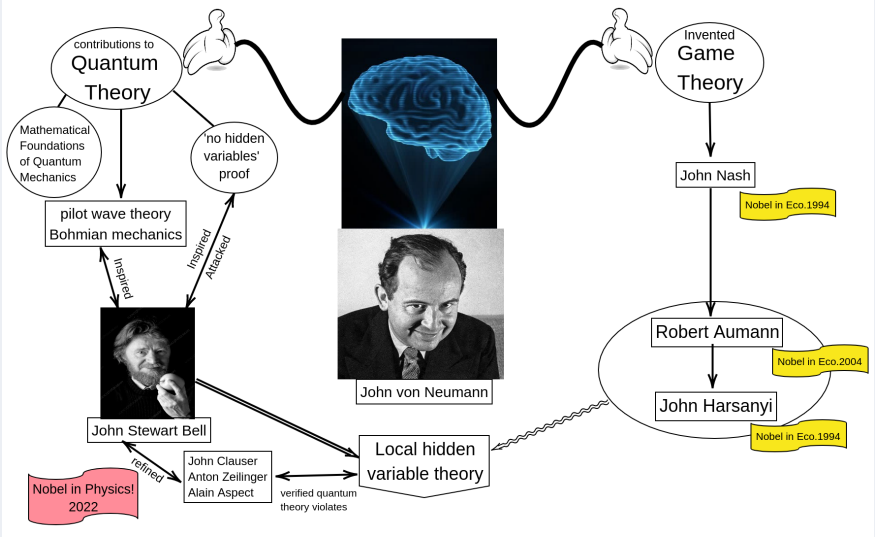 contributions to
Quantum
Theory
Invented
Game
Theory
Mathematical
Foundations
of Quantum
Mechanics
'no hidden
variables'
proof
John Nash
Nobel in Eco.1994
pilot wave theory
Bohmian mechanics
Inspired
Inspired
Attacked
Robert Aumann
Nobel in Eco.2004
John Harsanyi
Nobel in Eco.1994
John von Neumann
John Stewart Bell
refined
John Clauser
Anton Zeilinger
Alain Aspect
verified quantum
theory violates
Local hidden
variable theory
Nobel in Physics!
2022